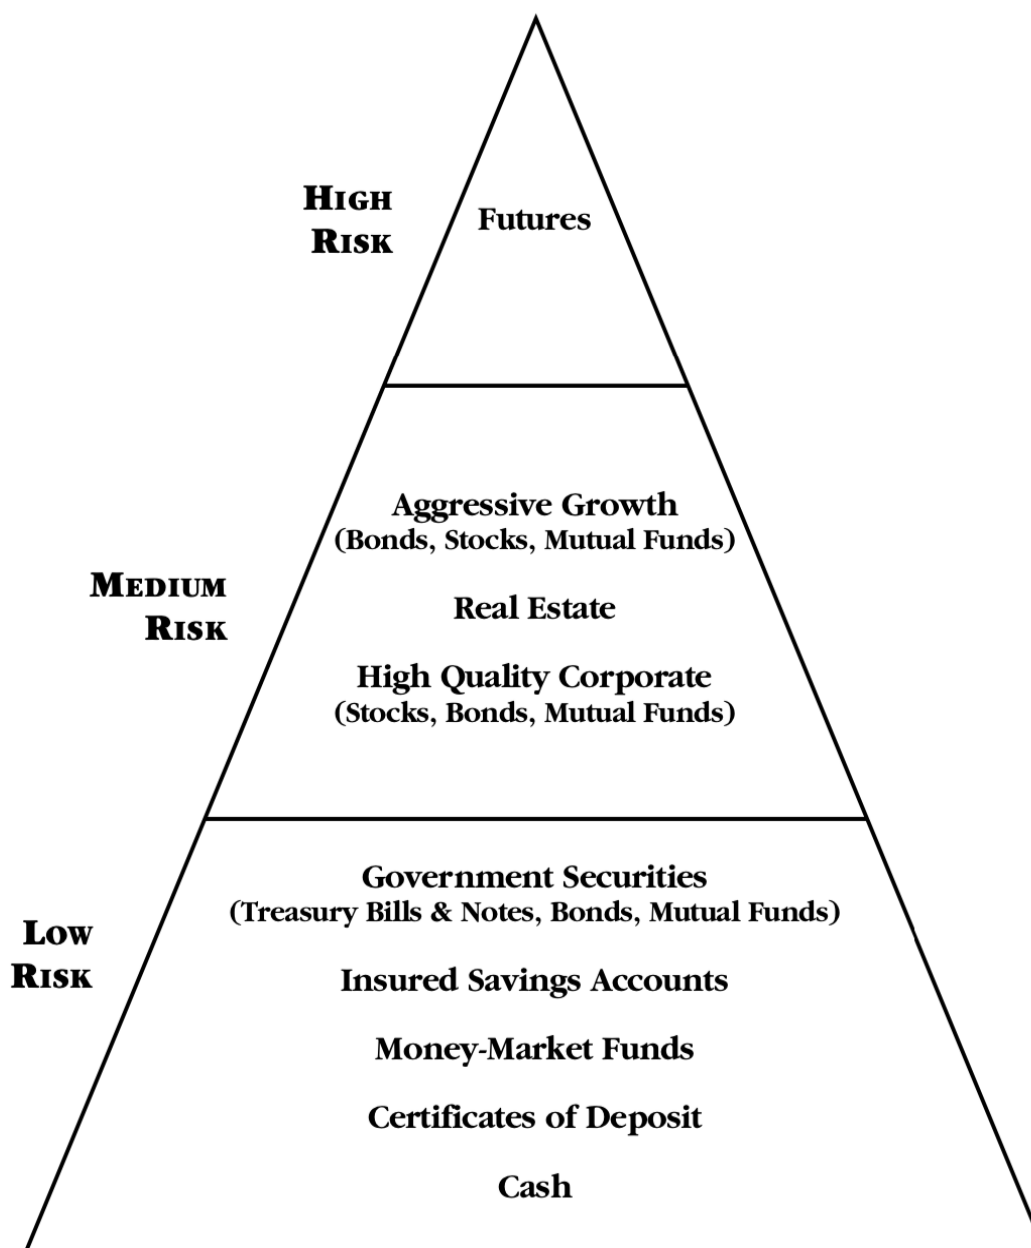 HIGH
RISK
Futures
MEDIUM
RISK
Aggressive Growth
(Bonds, Stocks, Mutual Funds)
Real Estate
High Quality Corporate
(Stocks, Bonds, Mutual Funds)
LOW
RISK
Government Securities
(Treasury Bills & Notes, Bonds, Mutual Funds)
Insured Savings Accounts
Money-Market Funds
Certificates of Deposit
Cash